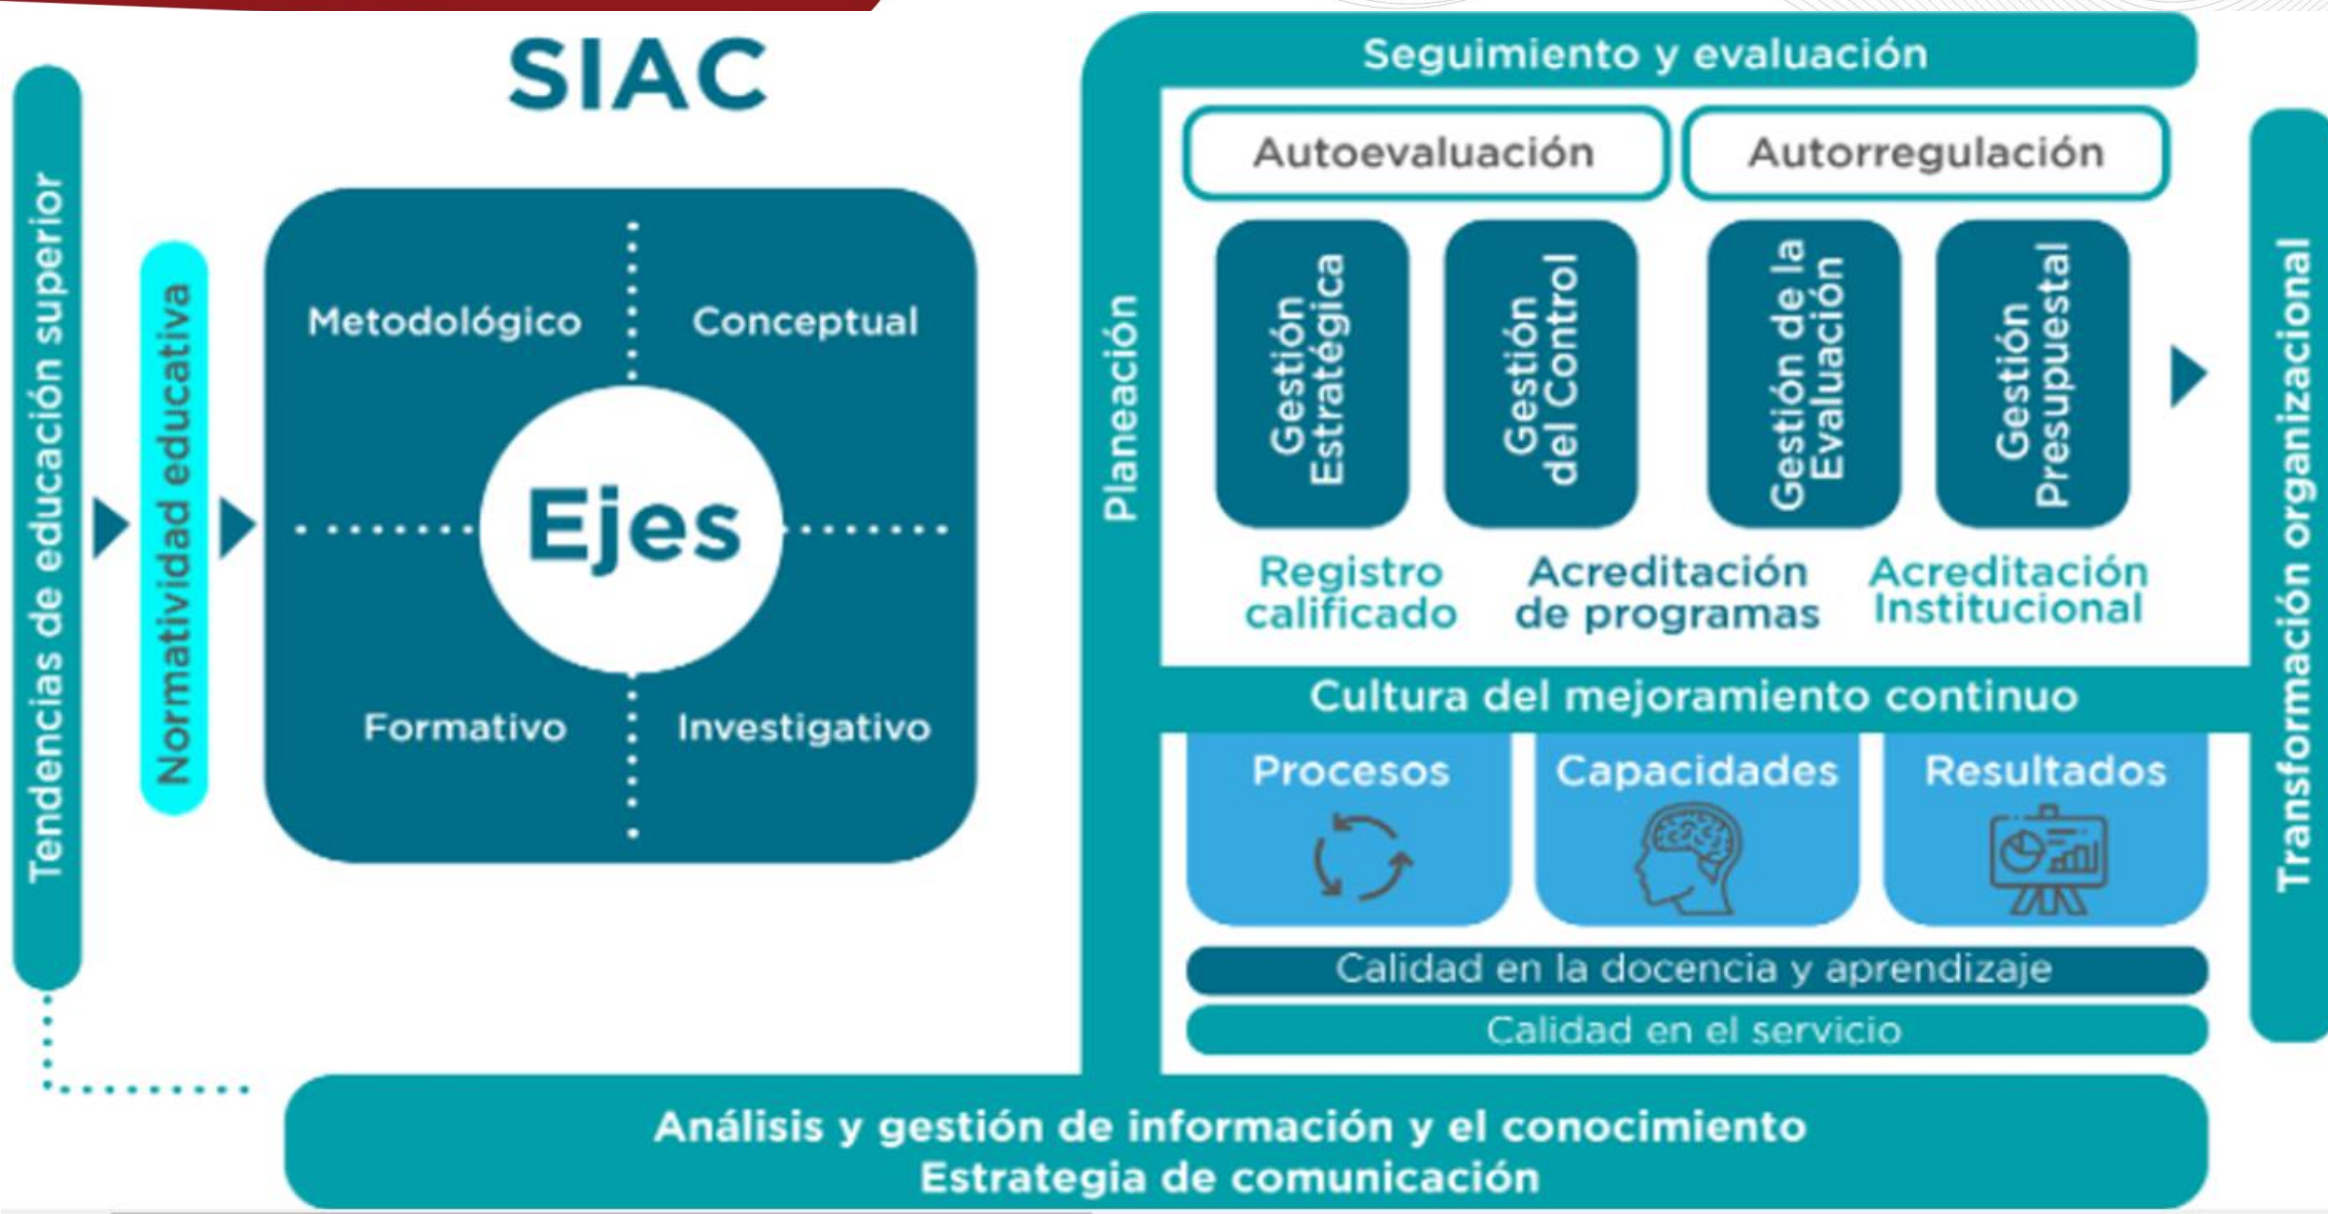 SIAC
Tendencias de educación superior
Normatividad educativa
Metodológico
Conceptual
Ejes
Formativo
Investigativo
Planeación
Seguimiento y evaluación
Autoevaluación
Autorregulación
Gestión
Estratégica
Gestión
del Control
Gestión de la
Evaluación
Gestión
Presupuestal
Registro
calificado
Acreditación
de programas
Acreditación
Institucional
Cultura del mejoramiento continuo
Procesos
Capacidades
Resultados
Calidad en la docencia y aprendizaje
Calidad en el servicio
Transformación organizacional
Análisis y gestión de información y el conocimiento
Estrategia de comunicación